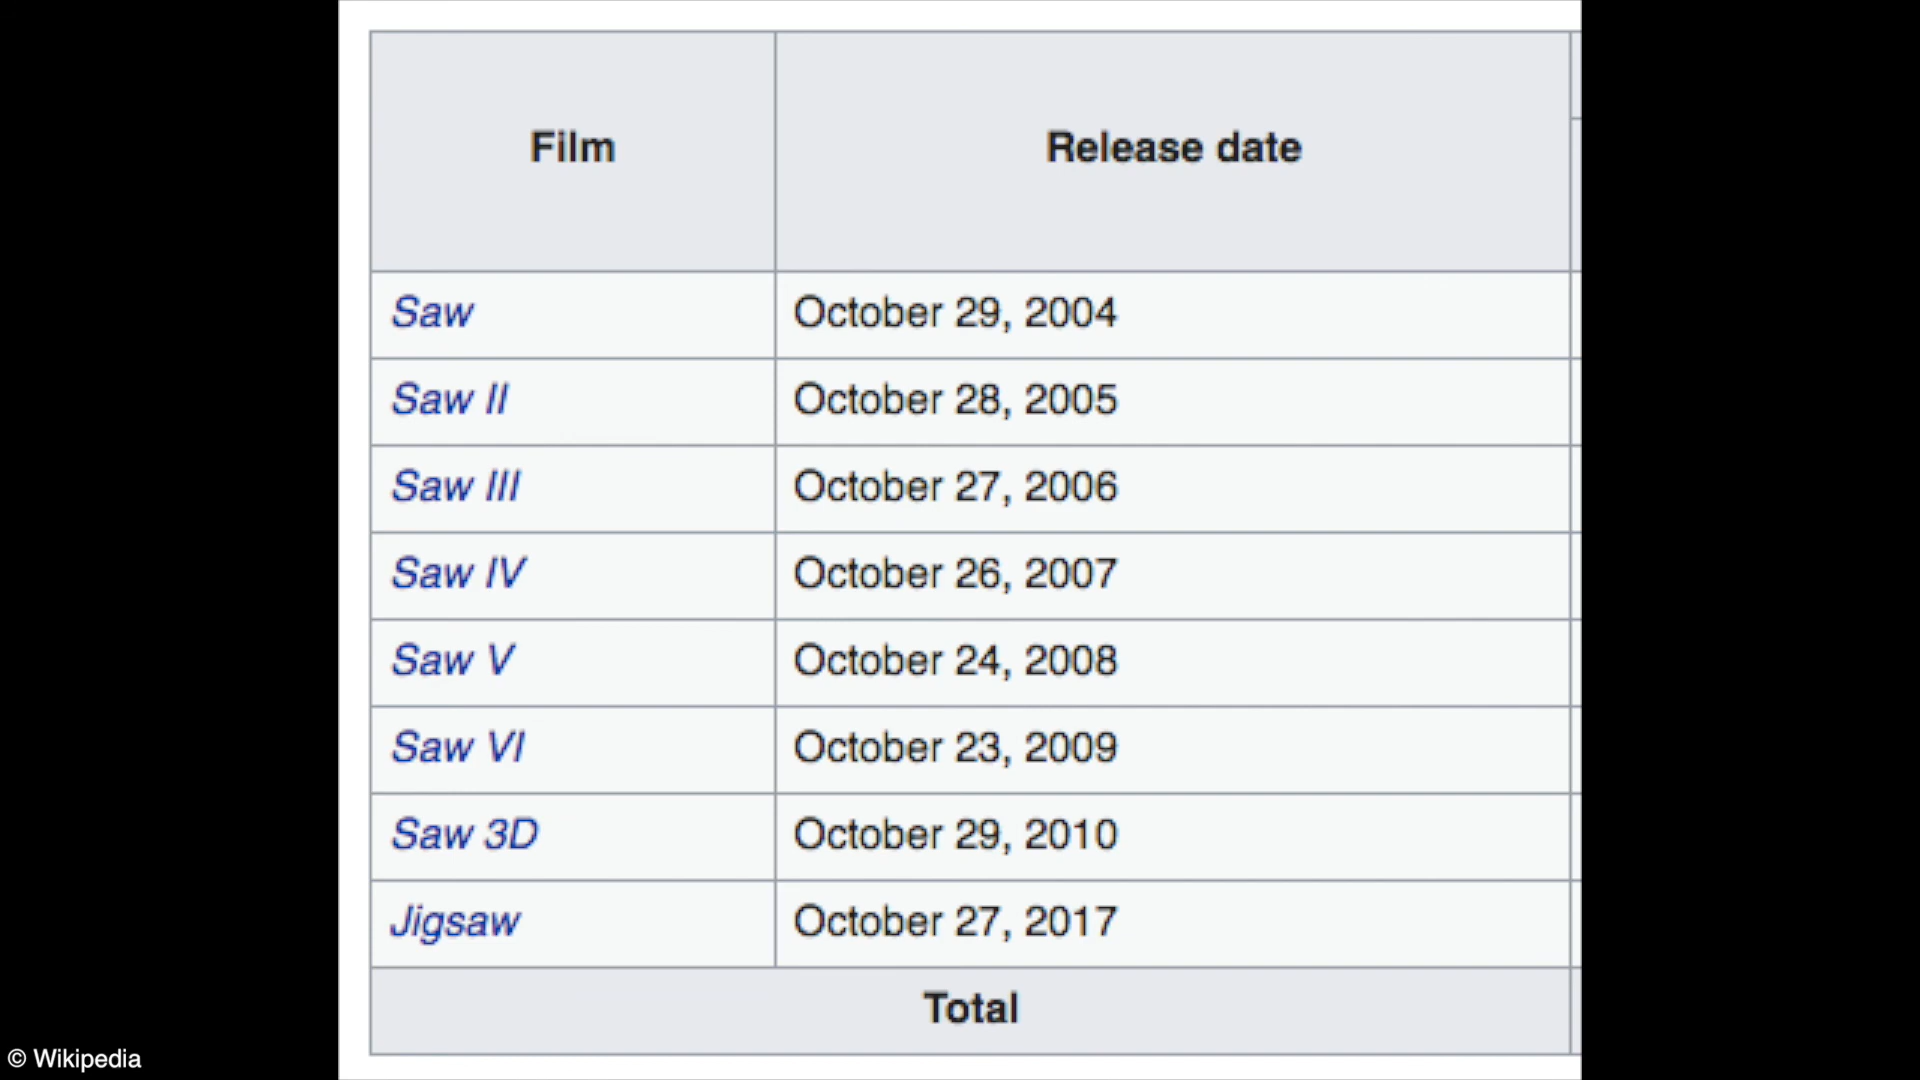 Film Release date
Saw October 29, 2004
Saw II October 28, 2005
Saw III October 27, 2006
Saw IV October 26, 2007
Saw V October 24, 2008
Saw VI October 23, 2009
Saw 3D October 29, 2010
Jigsaw October 27, 2017
Total
© Wikipedia